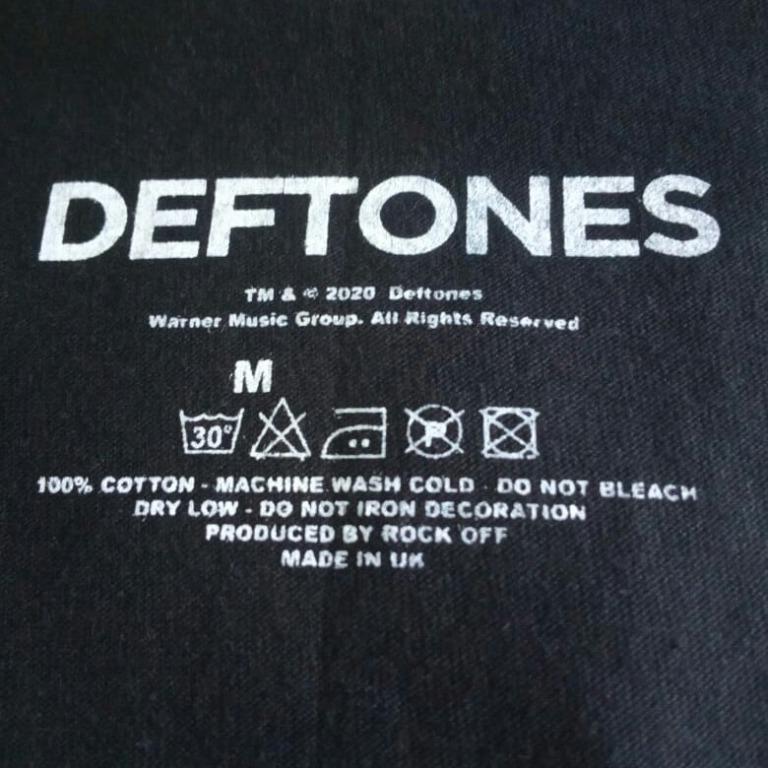 DEFTONES
TM & © 2020 Deftones
Warner Music Group. All Rights Reserved
M
30° P
100% COTTON - MACHINE WASH COLD - DO NOT BLEACH
DRY LOW - DO NOT IRON DECORATION
PRODUCED BY ROCK OFF
MADE IN UK